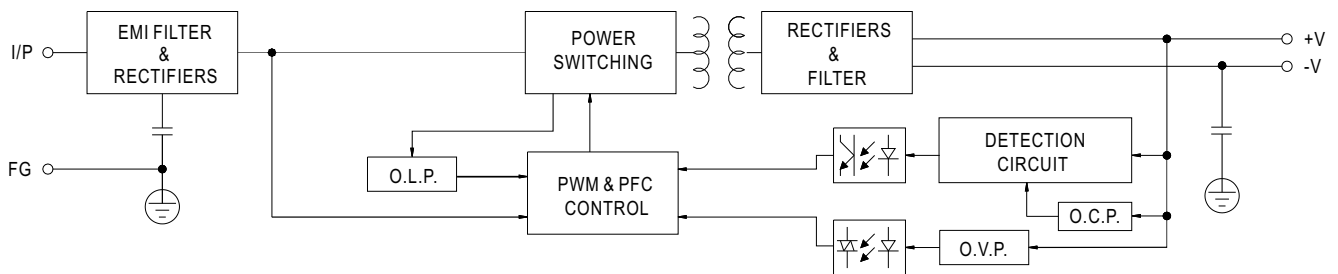 I/P
EMI FILTER
&
RECTIFIERS
POWER
SWITCHING
RECTIFIERS
&
FILTER
+V
-V
FG
O.L.P.
PWM & PFC
CONTROL
DETECTION
CIRCUIT
O.C.P.
O.V.P.